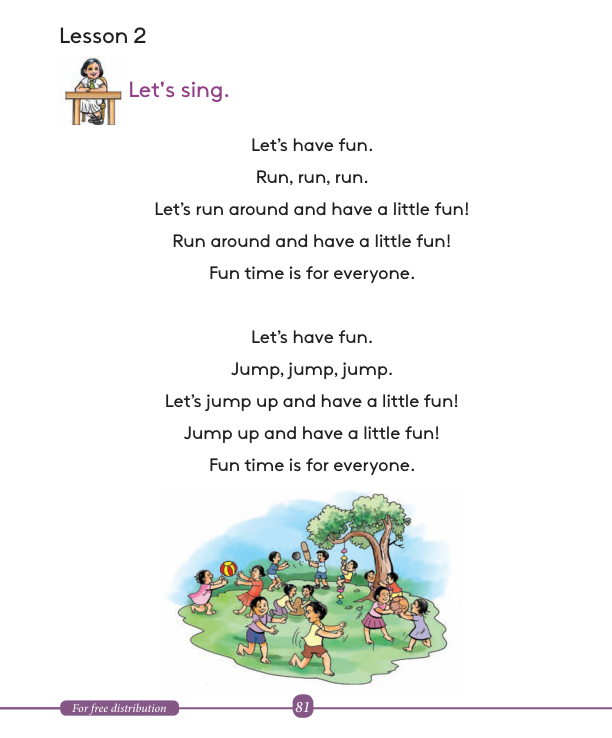 Lesson 2
Let's sing.
Let's have fun.
Run, run, run.
Let's run around and have a little fun!
Run around and have a little fun!
Fun time is for everyone.
Let's have fun.
Jump, jump, jump.
Let's jump up and have a little fun!
Jump up and have a little fun!
Fun time is for everyone.
For free distribution
81